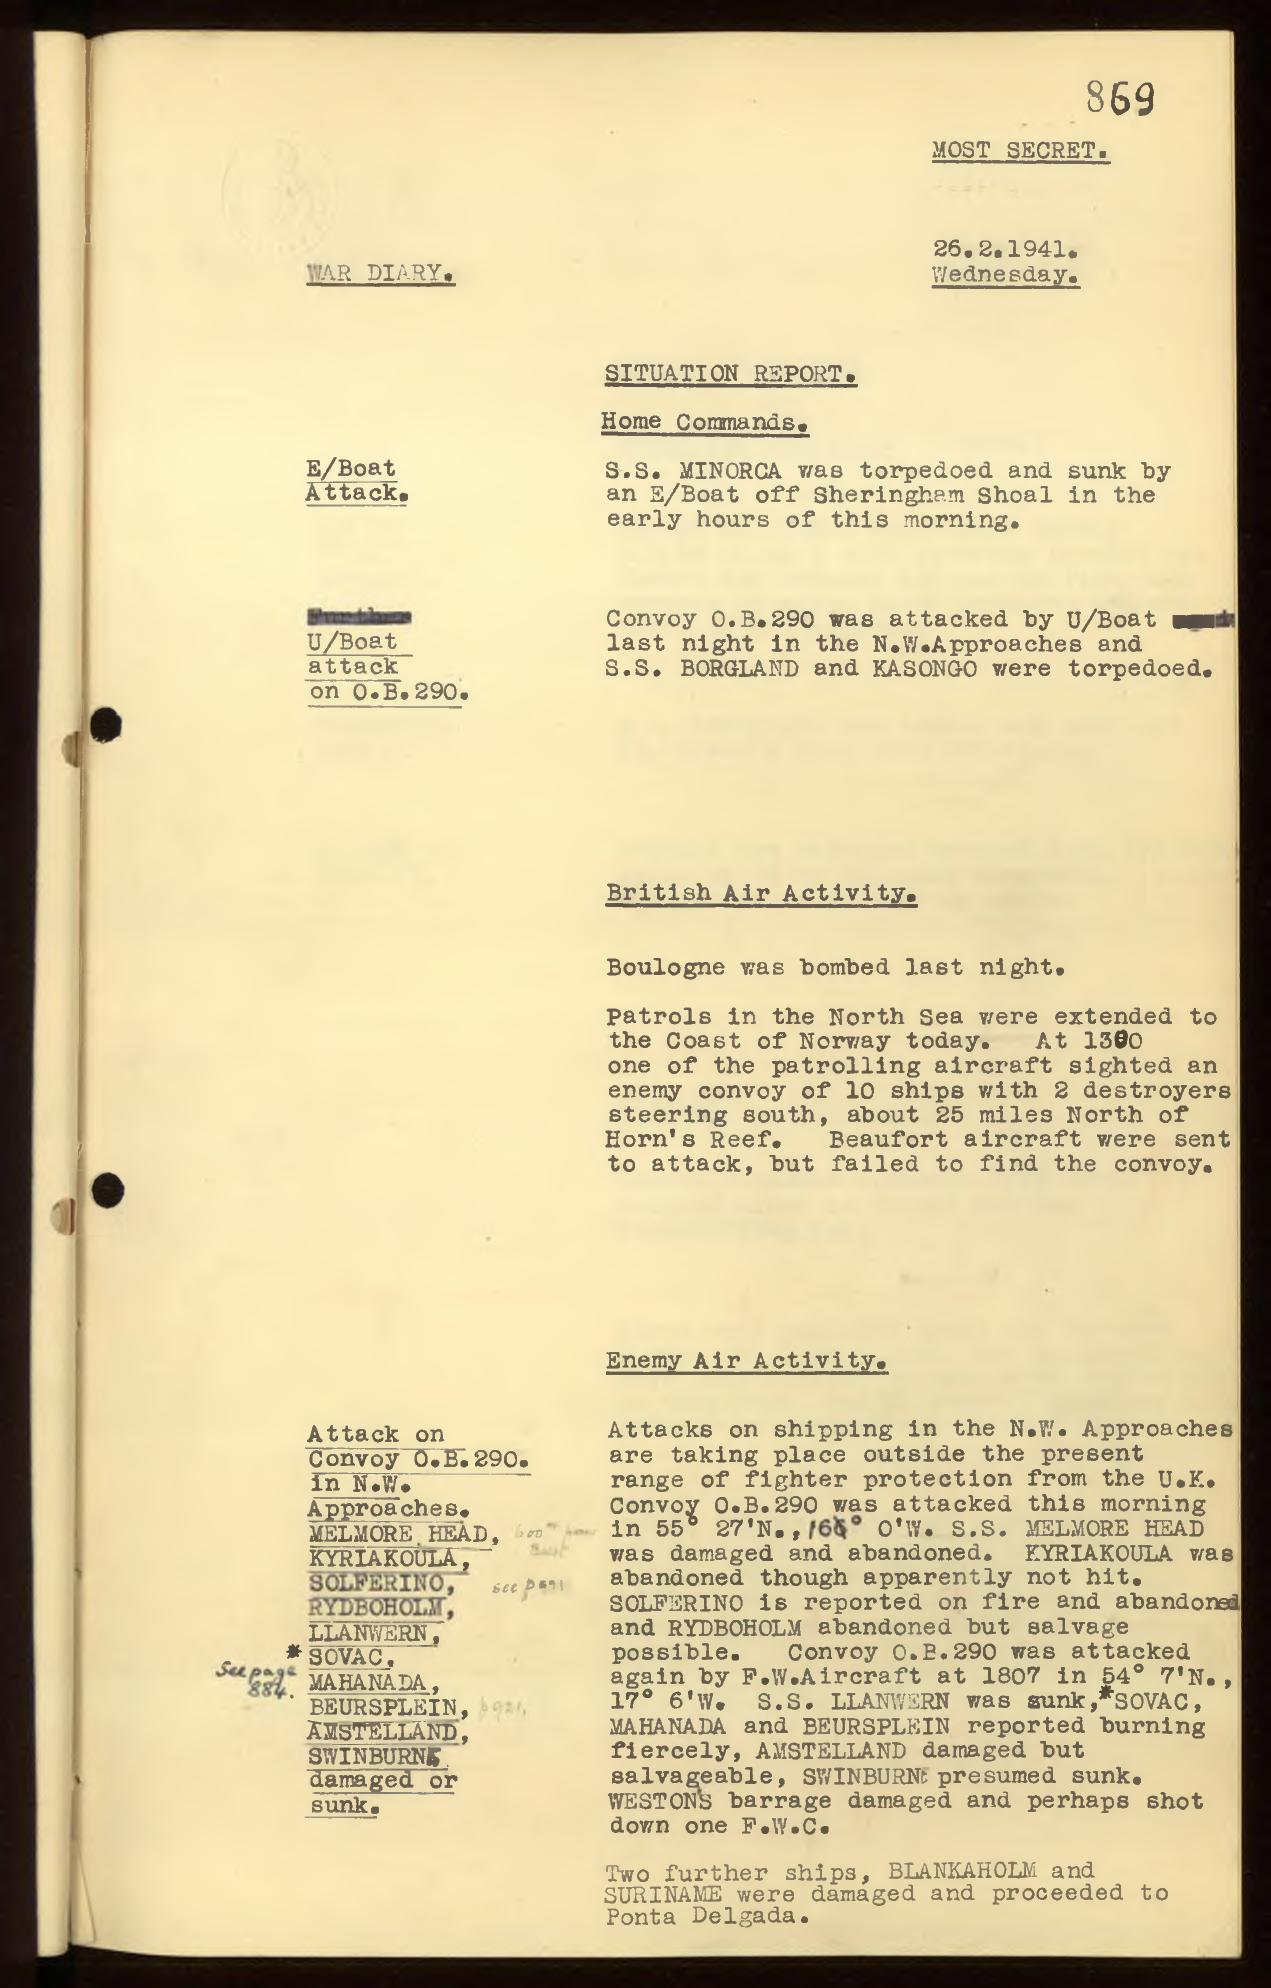 869
MOST SECRET.
26.2.1941.
Wednesday.
WAR DIARY.
SITUATION REPORT.
Home Commands.
E/Boat
Attack.
S.S. MINORCA was torpedoed and sunk by
an E/Boat off Sheringham Shoal in the
early hours of this morning.
Further
U/Boat
attack
on O.B.290.
Convoy O.B.290 was attacked by U/Boat
last night in the N.W.Approaches and
S.S. BORGLAND and KASONGO were torpedoed.
British Air Activity.
Boulogne was bombed last night.
Patrols in the North Sea were extended to
the Coast of Norway today. At 1300
one of the patrolling aircraft sighted an
enemy convoy of 10 ships with 2 destroyers
steering south, about 25 miles North of
Horn's Reef. Beaufort aircraft were sent
to attack, but failed to find the convoy.
Enemy Air Activity.
Attack on
Convoy O.B.290.
in N.W.
Approaches.
MELMORE HEAD,
KYRIAKOULA,
SOLFERINO, see p 891
RYDBOHOLM,
LLANWERN,
* SOVAC,
See page
884.
MAHANADA,
BEURSPLEIN, p921.
AMSTELLAND,
SWINBURNE
damaged or
sunk.
Attacks on shipping in the N.W. Approaches
are taking place outside the present
range of fighter protection from the U.K.
Convoy O.B.290 was attacked this morning
in 55° 27'N., ° 0'W. S.S. MELMORE HEAD
was damaged and abandoned. KYRIAKOULA was
abandoned though apparently not hit.
SOLFERINO is reported on fire and abandoned
and RYDBOHOLM abandoned but salvage
possible. Convoy O.B.290 was attacked
again by F.W.Aircraft at 1807 in 54° 7'N.,
17° 6'W. S.S. LLANWERN was sunk,*SOVAC,
MAHANADA and BEURSPLEIN reported burning
fiercely, AMSTELLAND damaged but
salvageable, SWINBURNE presumed sunk.
WESTON'S barrage damaged and perhaps shot
down one F.W.C.
Two further ships, BLANKAHOLM and
SURINAME were damaged and proceeded to
Ponta Delgada.